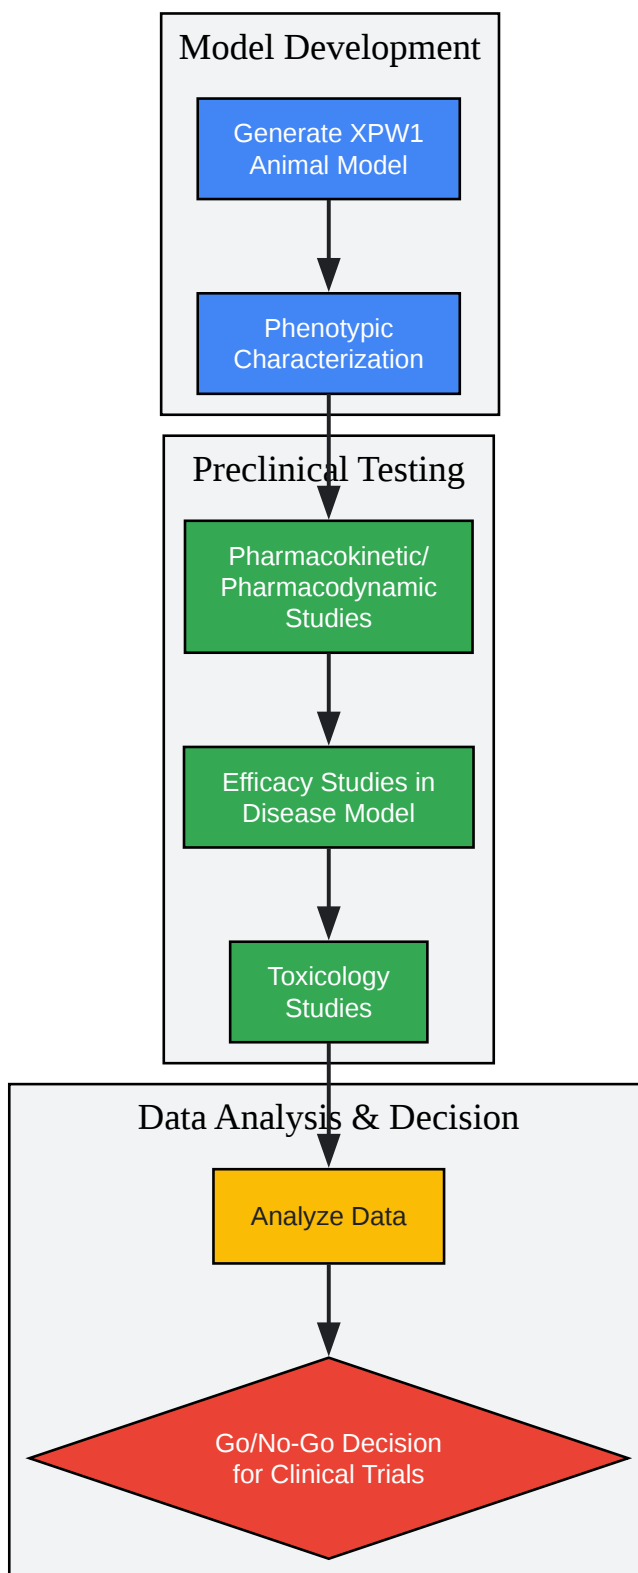 Model Development
Generate XPW1
Animal Model
Phenotypic
Characterization
Preclinical Testing
Pharmacokinetic/
Pharmacodynamic
Studies
Efficacy Studies in
Disease Model
Toxicology
Studies
Data Analysis & Decision
Analyze Data
Go/No-Go Decision
for Clinical Trials